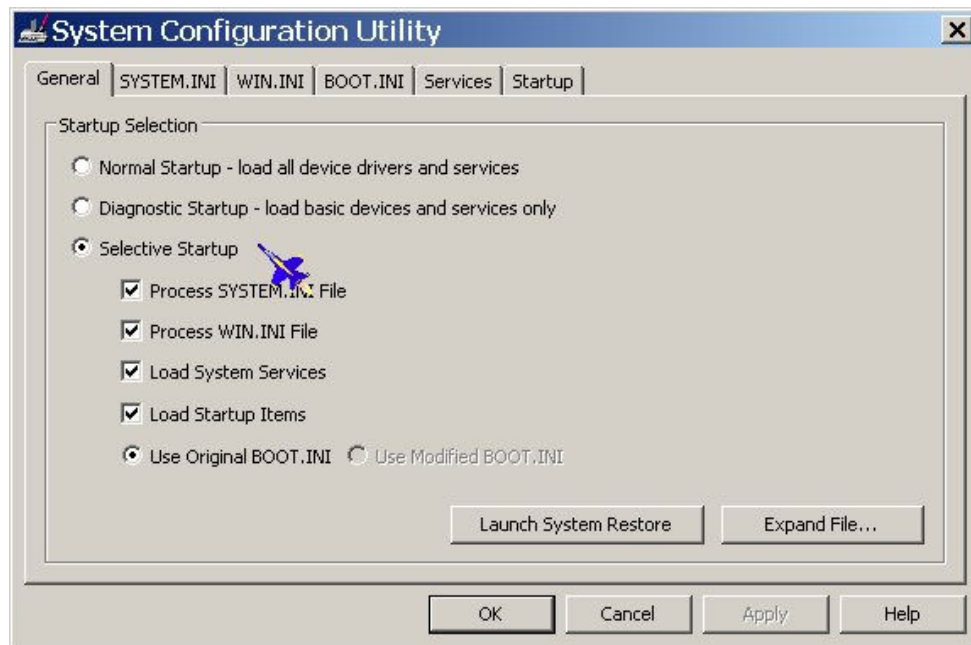 System Configuration Utility
General SYSTEM.INI WIN.INI BOOT.INI Services Startup
Startup Selection
Normal Startup - load all device drivers and services
Diagnostic Startup - load basic devices and services only
Selective Startup
Process SYSTEM.INI File
Process WIN.INI File
Load System Services
Load Startup Items
Use Original BOOT.INI Use Modified BOOT.INI
Launch System Restore Expand File...
OK Cancel Apply Help